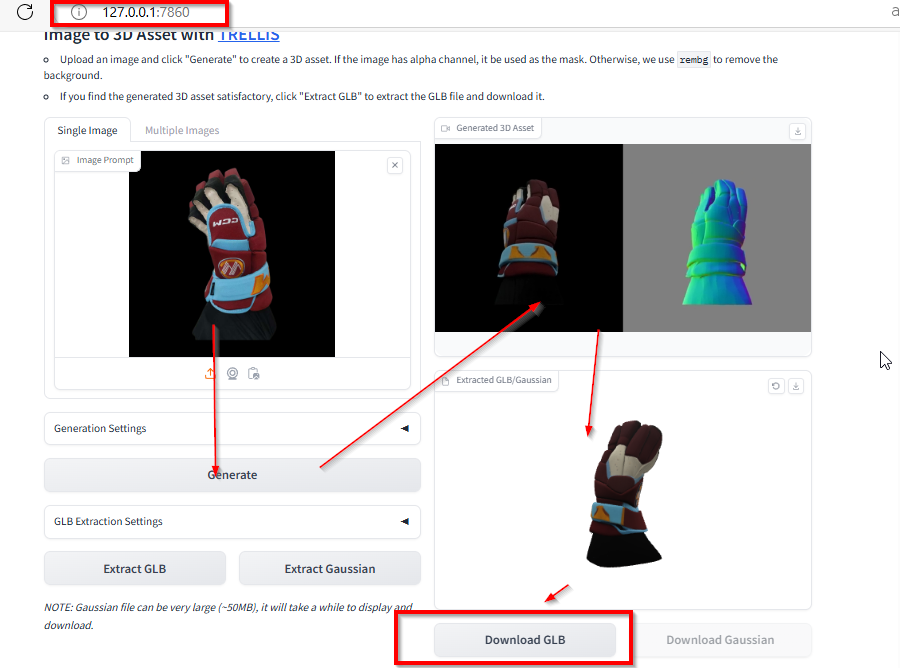 127.0.0.1:7860
a
Image to 3D Asset with TRELLIS
Upload an image and click "Generate" to create a 3D asset. If the image has alpha channel, it be used as the mask. Otherwise, we use rembg to remove the
background.
If you find the generated 3D asset satisfactory, click "Extract GLB" to extract the GLB file and download it.
Single Image
Multiple Images
Image Prompt
CCM
Generation Settings
Generate
GLB Extraction Settings
Extract GLB
Extract Gaussian
NOTE: Gaussian file can be very large (~50MB), it will take a while to display and
download.
Generated 3D Asset
Extracted GLB/Gaussian
Download GLB
Download Gaussian